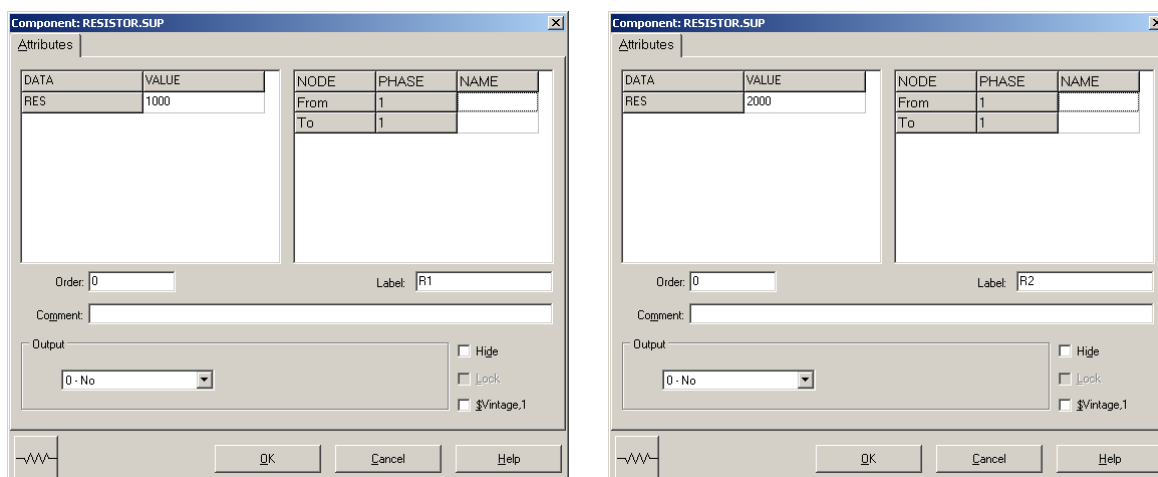 Component: RESISTOR.SUP
Attributes
DATA VALUE
RES 1000
NODE PHASE NAME
From 1
To 1
Order: 0
Label: R1
Comment:
Output
0 - No
Hide
Lock
$Vintage,1
OK Cancel Help
Component: RESISTOR.SUP
Attributes
DATA VALUE
RES 2000
NODE PHASE NAME
From 1
To 1
Order: 0
Label: R2
Comment:
Output
0 - No
Hide
Lock
$Vintage,1
OK Cancel Help